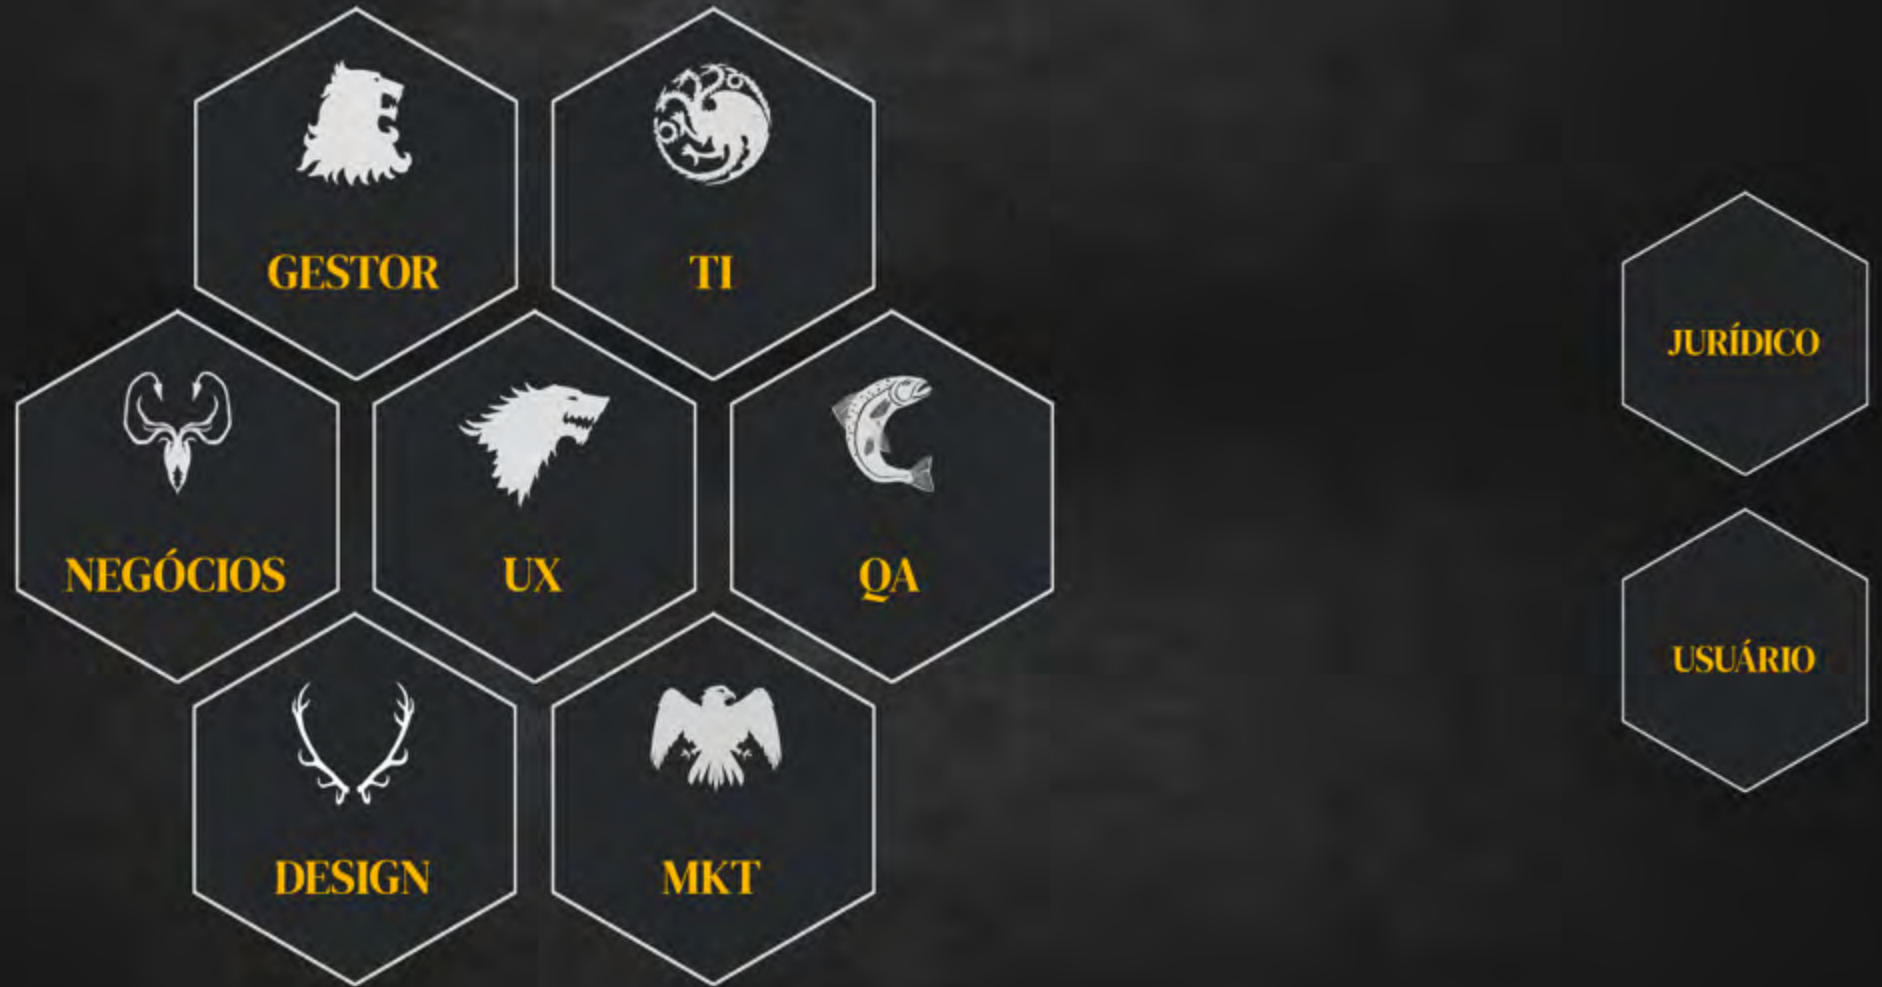 GESTOR
TI
JURÍDICO
NEGÓCIOS
UX
QA
USUÁRIO
DESIGN
MKT